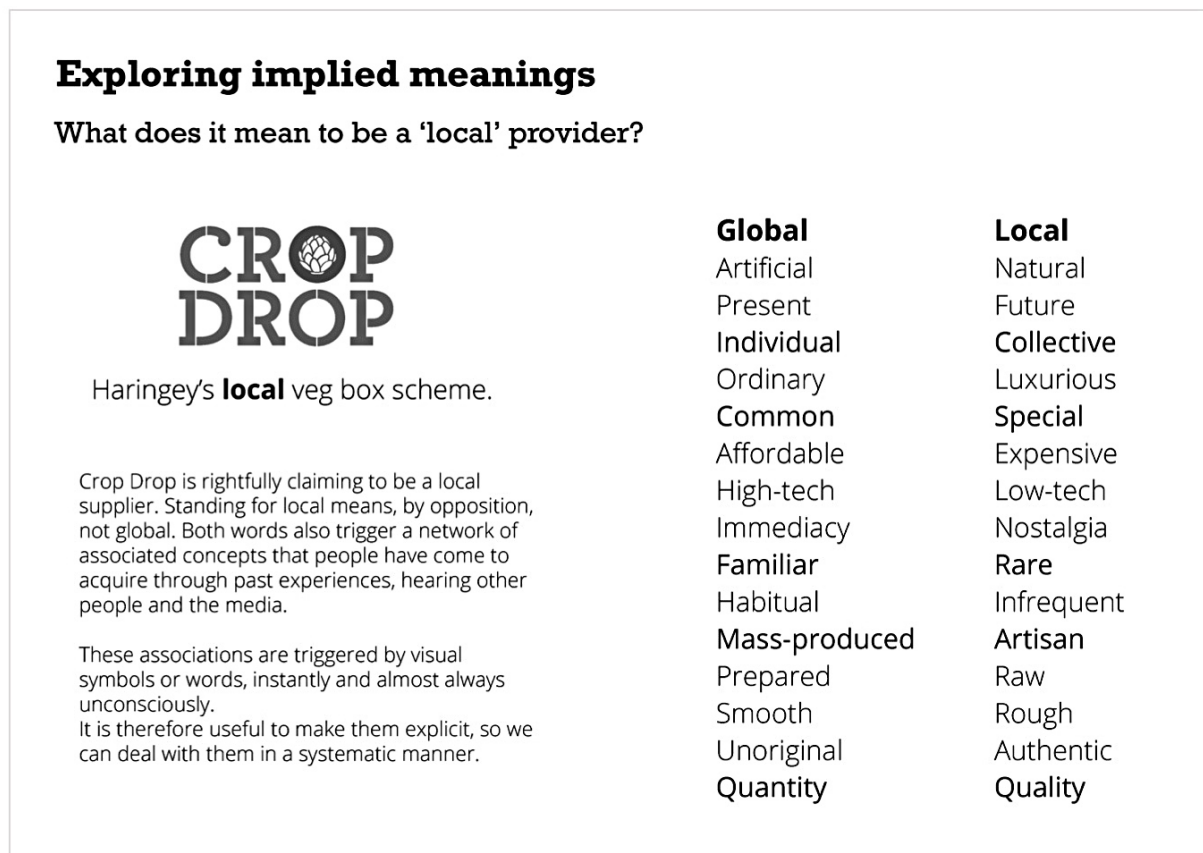 Exploring implied meanings
What does it mean to be a ‘local’ provider?
CROP
DROP
Haringey’s local veg box scheme.
Crop Drop is rightfully claiming to be a local
supplier. Standing for local means, by opposition,
not global. Both words also trigger a network of
associated concepts that people have come to
acquire through past experiences, hearing other
people and the media.
These associations are triggered by visual
symbols or words, instantly and almost always
unconsciously.
It is therefore useful to make them explicit, so we
can deal with them in a systematic manner.
Global Local
Artificial Natural
Present Future
Individual Collective
Ordinary Luxurious
Common Special
Affordable Expensive
High-tech Low-tech
Immediacy Nostalgia
Familiar Rare
Habitual Infrequent
Mass-produced Artisan
Prepared Raw
Smooth Rough
Unoriginal Authentic
Quantity Quality